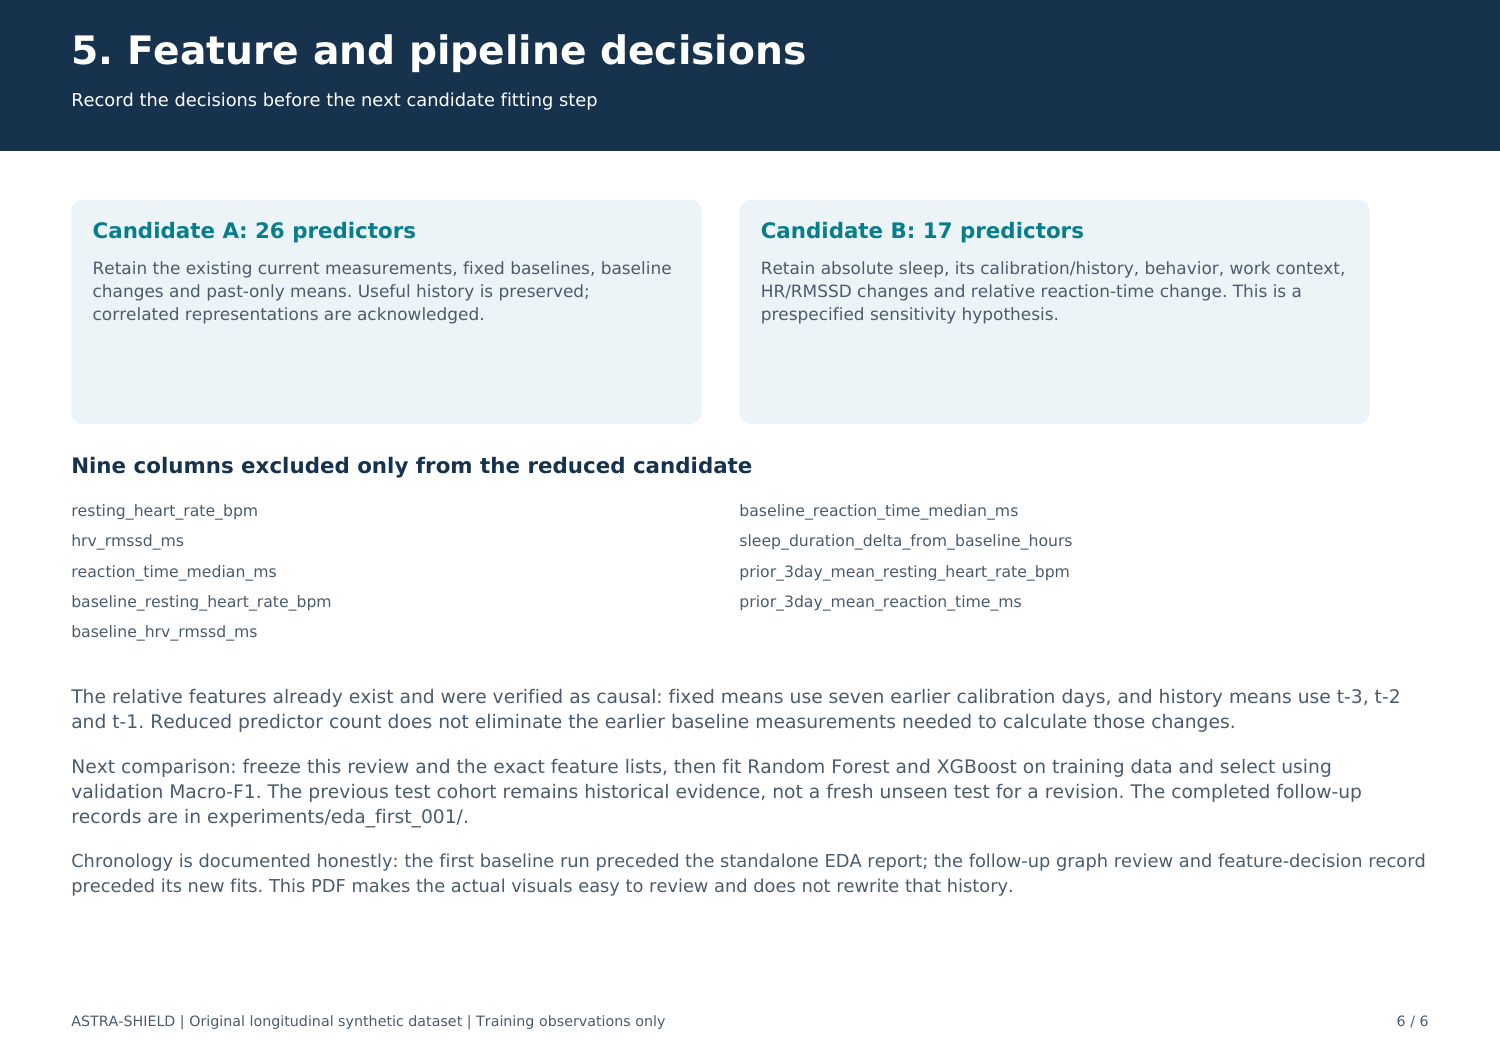 5. Feature and pipeline decisions
Record the decisions before the next candidate fitting step
Candidate A: 26 predictors
Retain the existing current measurements, fixed baselines, baseline
changes and past-only means. Useful history is preserved;
correlated representations are acknowledged.
Candidate B: 17 predictors
Retain absolute sleep, its calibration/history, behavior, work context,
HR/RMSSD changes and relative reaction-time change. This is a
prespecified sensitivity hypothesis.
Nine columns excluded only from the reduced candidate
resting_heart_rate_bpm
hrv_rmssd_ms
reaction_time_median_ms
baseline_resting_heart_rate_bpm
baseline_hrv_rmssd_ms
baseline_reaction_time_median_ms
sleep_duration_delta_from_baseline_hours
prior_3day_mean_resting_heart_rate_bpm
prior_3day_mean_reaction_time_ms
The relative features already exist and were verified as causal: fixed means use seven earlier calibration days, and history means use t-3, t-2
and t-1. Reduced predictor count does not eliminate the earlier baseline measurements needed to calculate those changes.
Next comparison: freeze this review and the exact feature lists, then fit Random Forest and XGBoost on training data and select using
validation Macro-F1. The previous test cohort remains historical evidence, not a fresh unseen test for a revision. The completed follow-up
records are in experiments/eda_first_001/.
Chronology is documented honestly: the first baseline run preceded the standalone EDA report; the follow-up graph review and feature-decision record
preceded its new fits. This PDF makes the actual visuals easy to review and does not rewrite that history.
ASTRA-SHIELD | Original longitudinal synthetic dataset | Training observations only
6 / 6